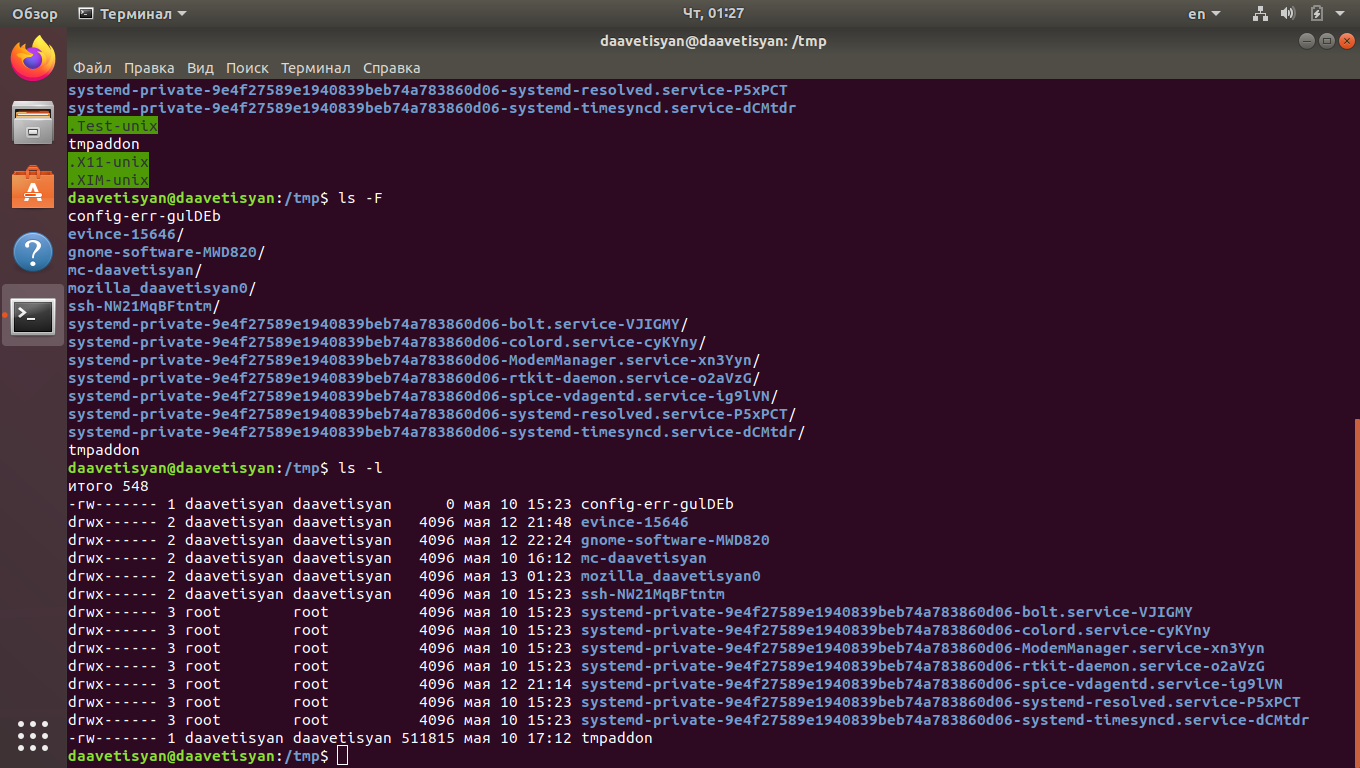 Обзор Терминал Чт, 01:27 en
daavetisyan@daavetisyan: /tmp
Файл Правка Вид Поиск Терминал Справка
systemd-private-9e4f27589e1940839beb74a783860d06-systemd-resolved.service-P5xPCT
systemd-private-9e4f27589e1940839beb74a783860d06-systemd-timesyncd.service-dCMtdr
.Test-unix
tmpaddon
.X11-unix
.XIM-unix
daavetisyan@daavetisyan:/tmp$ ls -F
config-err-gulDEb
evince-15646/
gnome-software-MWD820/
mc-daavetisyan/
mozilla_daavetisyan0/
ssh-NW21MqBFtntm/
systemd-private-9e4f27589e1940839beb74a783860d06-bolt.service-VJIGMY/
systemd-private-9e4f27589e1940839beb74a783860d06-colord.service-cyKYny/
systemd-private-9e4f27589e1940839beb74a783860d06-ModemManager.service-xn3Yyn/
systemd-private-9e4f27589e1940839beb74a783860d06-rtkit-daemon.service-o2aVzG/
systemd-private-9e4f27589e1940839beb74a783860d06-spice-vdagentd.service-ig9lVN/
systemd-private-9e4f27589e1940839beb74a783860d06-systemd-resolved.service-P5xPCT/
systemd-private-9e4f27589e1940839beb74a783860d06-systemd-timesyncd.service-dCMtdr/
tmpaddon
daavetisyan@daavetisyan:/tmp$ ls -l
итого 548
-rw------- 1 daavetisyan daavetisyan      0 мая 10 15:23 config-err-gulDEb
drwx------ 2 daavetisyan daavetisyan   4096 мая 12 21:48 evince-15646
drwx------ 2 daavetisyan daavetisyan   4096 мая 12 22:24 gnome-software-MWD820
drwx------ 2 daavetisyan daavetisyan   4096 мая 10 16:12 mc-daavetisyan
drwx------ 2 daavetisyan daavetisyan   4096 мая 13 01:23 mozilla_daavetisyan0
drwx------ 2 daavetisyan daavetisyan   4096 мая 10 15:23 ssh-NW21MqBFtntm
drwx------ 3 root        root          4096 мая 10 15:23 systemd-private-9e4f27589e1940839beb74a783860d06-bolt.service-VJIGMY
drwx------ 3 root        root          4096 мая 10 15:23 systemd-private-9e4f27589e1940839beb74a783860d06-colord.service-cyKYny
drwx------ 3 root        root          4096 мая 10 15:23 systemd-private-9e4f27589e1940839beb74a783860d06-ModemManager.service-xn3Yyn
drwx------ 3 root        root          4096 мая 10 15:23 systemd-private-9e4f27589e1940839beb74a783860d06-rtkit-daemon.service-o2aVzG
drwx------ 3 root        root          4096 мая 12 21:14 systemd-private-9e4f27589e1940839beb74a783860d06-spice-vdagentd.service-ig9lVN
drwx------ 3 root        root          4096 мая 10 15:23 systemd-private-9e4f27589e1940839beb74a783860d06-systemd-resolved.service-P5xPCT
drwx------ 3 root        root          4096 мая 10 15:23 systemd-private-9e4f27589e1940839beb74a783860d06-systemd-timesyncd.service-dCMtdr
-rw------- 1 daavetisyan daavetisyan 511815 мая 10 17:12 tmpaddon
daavetisyan@daavetisyan:/tmp$